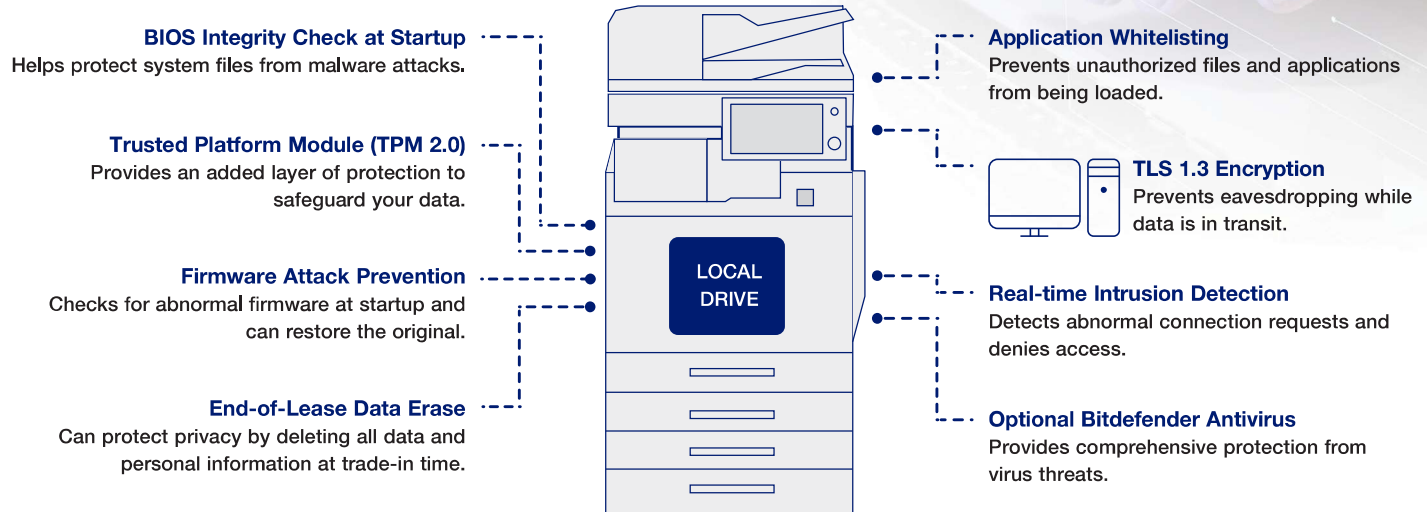 BIOS Integrity Check at Startup
Helps protect system files from malware attacks.
Trusted Platform Module (TPM 2.0)
Provides an added layer of protection to
safeguard your data.
Firmware Attack Prevention
Checks for abnormal firmware at startup and
can restore the original.
End-of-Lease Data Erase
Can protect privacy by deleting all data and
personal information at trade-in time.
LOCAL
DRIVE
Application Whitelisting
Prevents unauthorized files and applications
from being loaded.
TLS 1.3 Encryption
Prevents eavesdropping while
data is in transit.
Real-time Intrusion Detection
Detects abnormal connection requests and
denies access.
Optional Bitdefender Antivirus
Provides comprehensive protection from
virus threats.